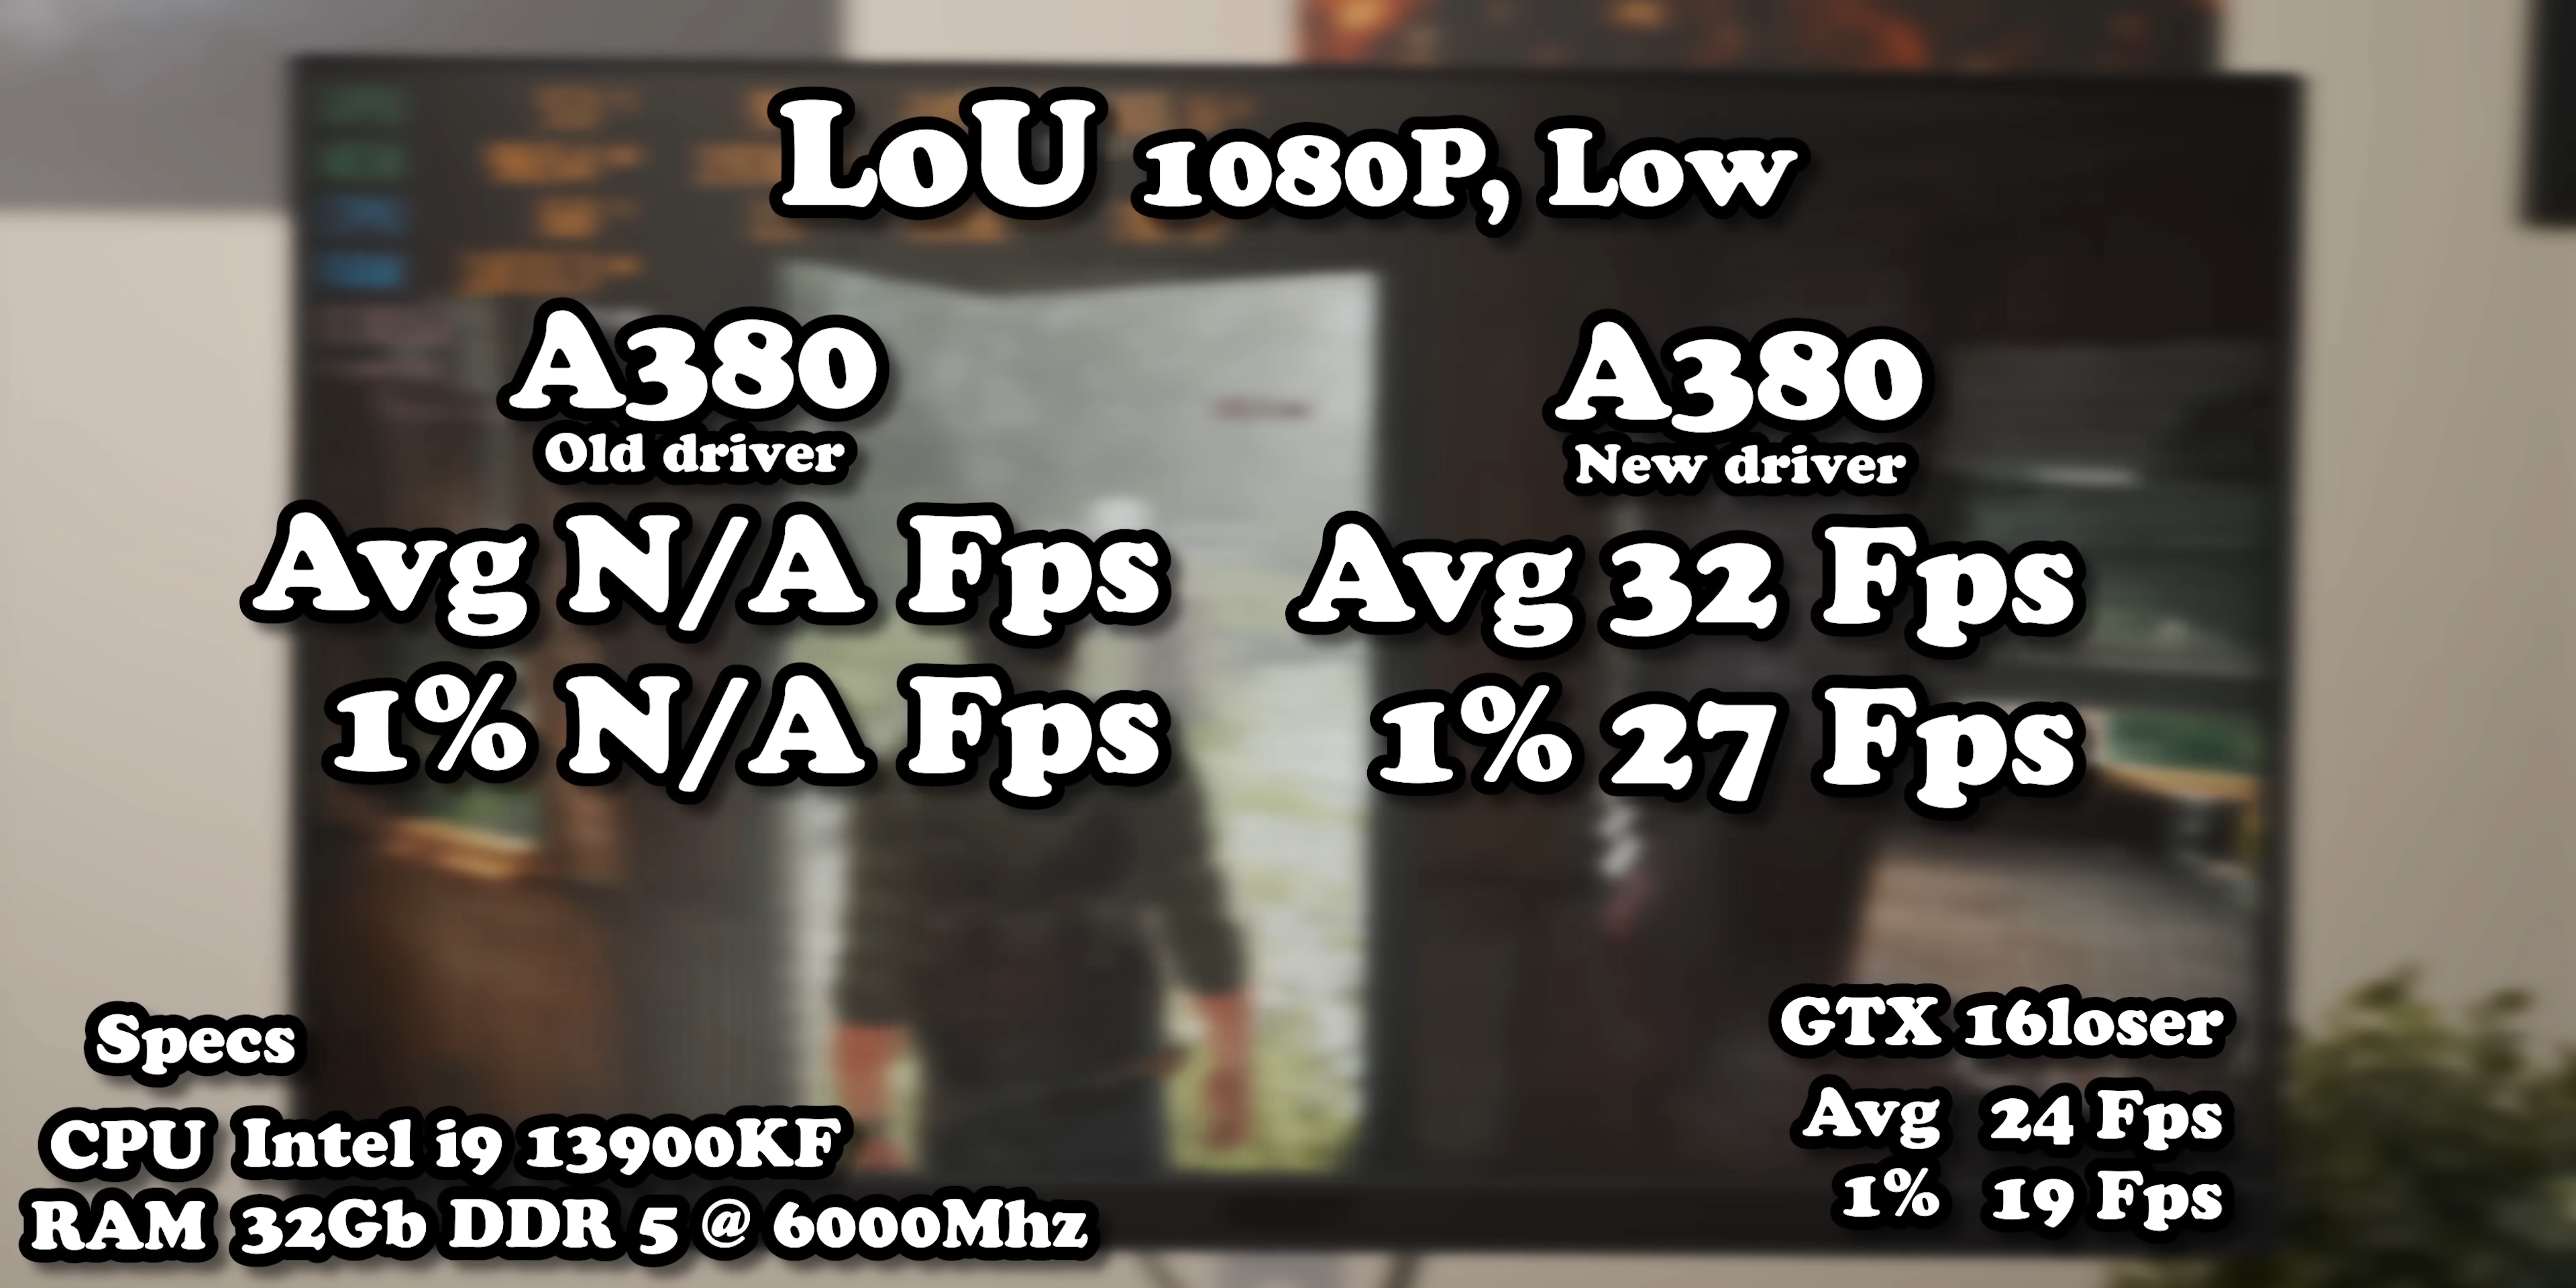 LoU 1080P, Low
A380
Old driver
Avg N/A Fps
1% N/A Fps
A380
New driver
Avg 32 Fps
1% 27 Fps
Specs
CPU Intel i9 13900KF
RAM 32Gb DDR 5 @ 6000Mhz
GTX 16loser
Avg 24 Fps
1% 19 Fps